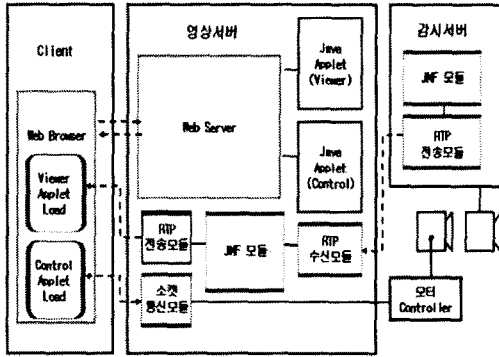 Client
Web Browser
Viewer
Applet
Load
Control
Applet
Load
영상서버
Web Server
Java
Applet
(Viewer)
Java
Applet
(Control)
RTP
전송모듈
JMF 모듈
RTP
수신모듈
소켓
통신모듈
감시서버
JMF 모듈
RTP
전송모듈
모터
Controller